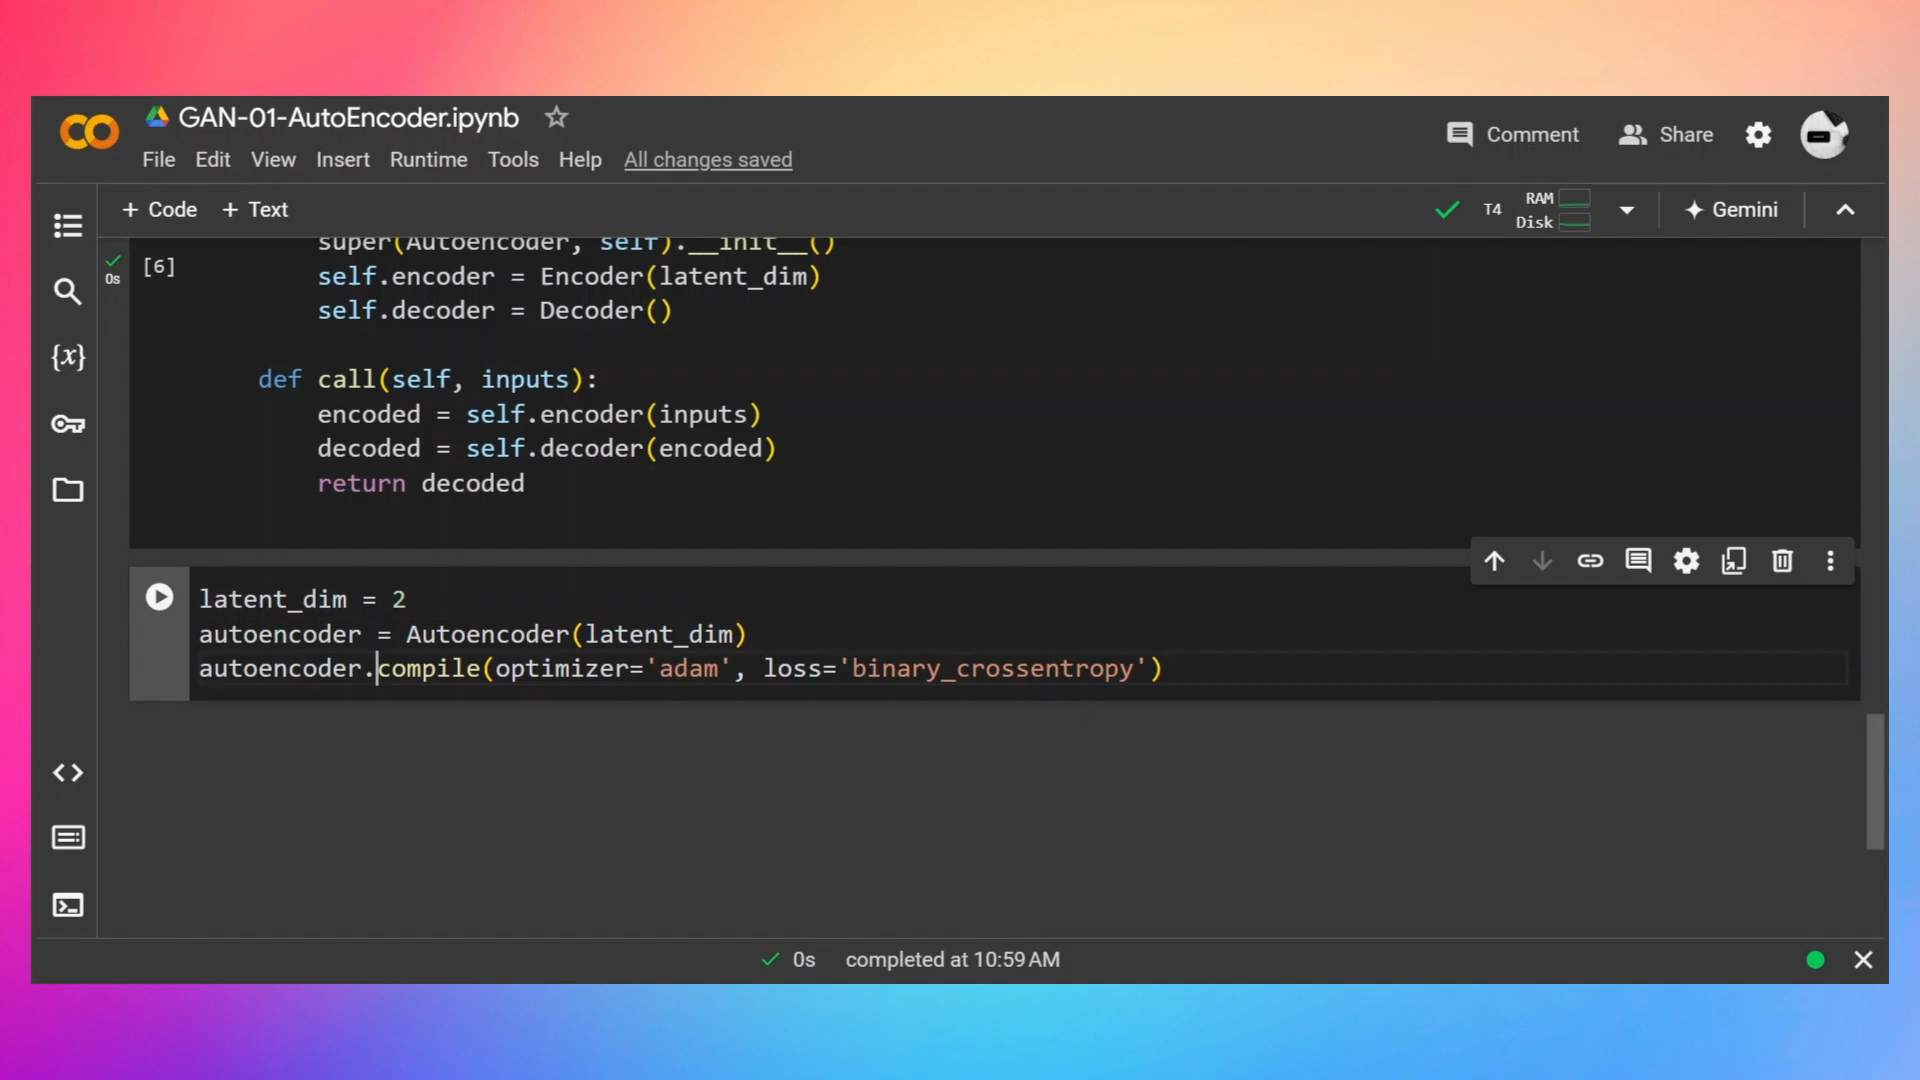 GAN-01-AutoEncoder.ipynb
File Edit View Insert Runtime Tools Help All changes saved
Comment Share
+ Code + Text
T4 RAM Disk Gemini
0s
[6]
super(Autoencoder, self).__init__()
self.encoder = Encoder(latent_dim)
self.decoder = Decoder()
def call(self, inputs):
encoded = self.encoder(inputs)
decoded = self.decoder(encoded)
return decoded
latent_dim = 2
autoencoder = Autoencoder(latent_dim)
autoencoder.compile(optimizer='adam', loss='binary_crossentropy')
{x}
0s completed at 10:59 AM